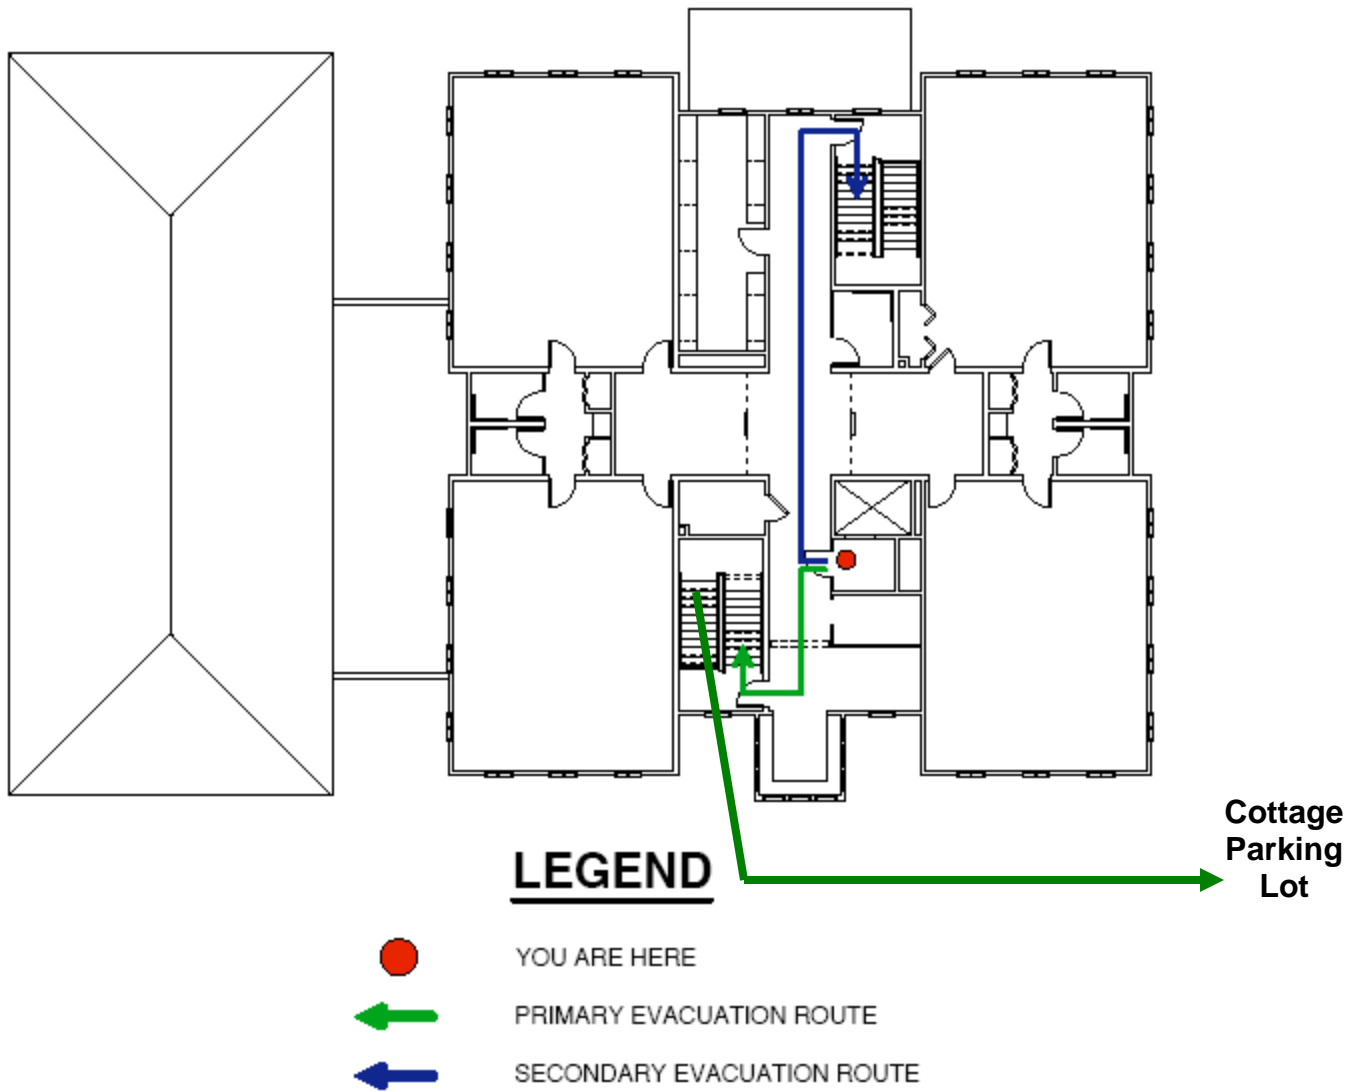 Cottage
Parking
Lot
LEGEND
YOU ARE HERE
PRIMARY EVACUATION ROUTE
SECONDARY EVACUATION ROUTE